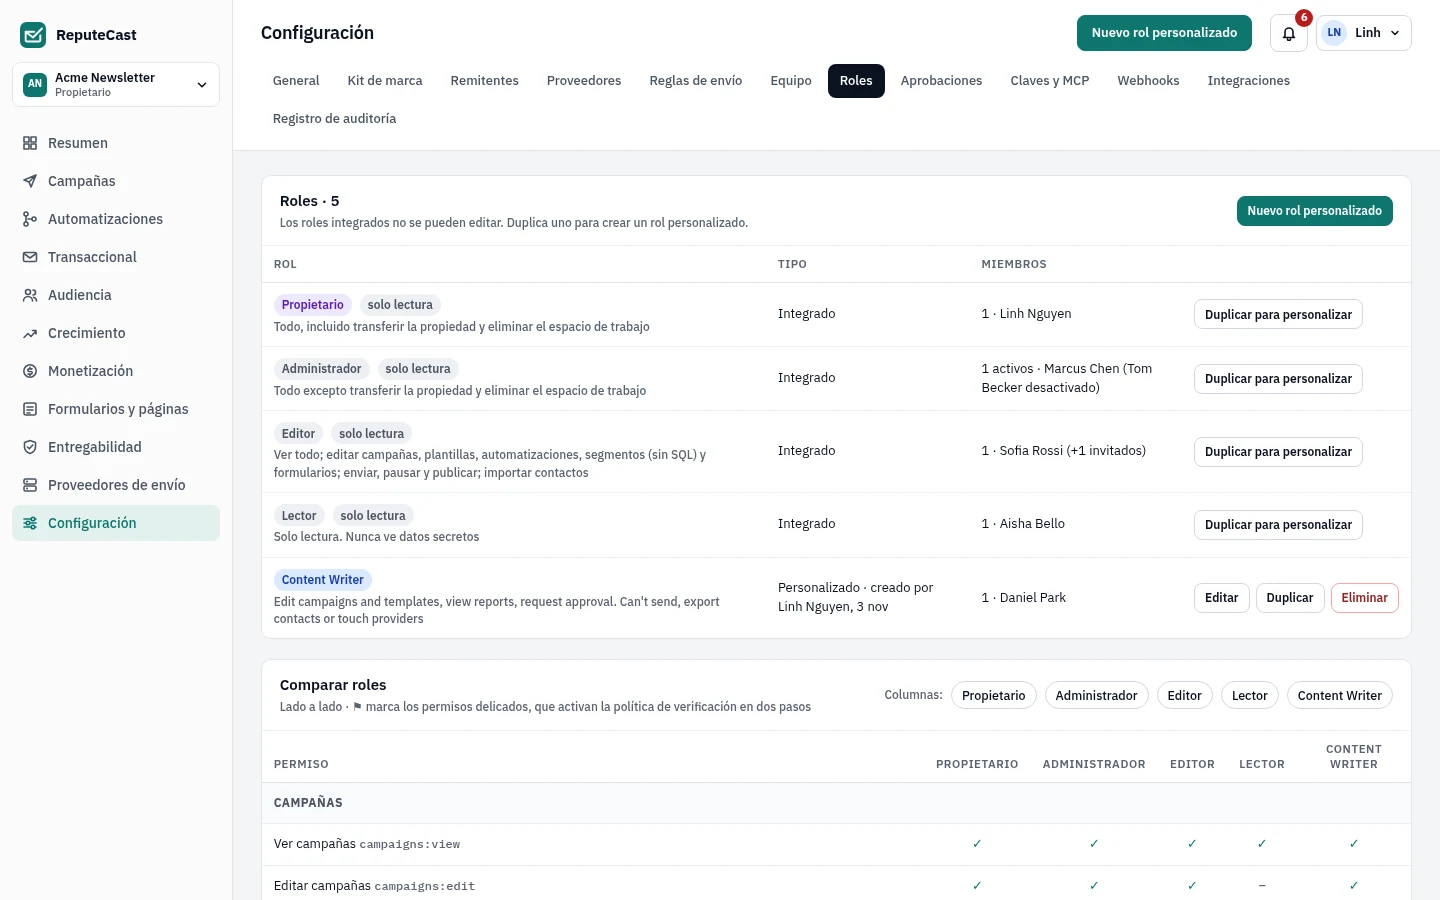 ReputeCast
AN
Acme Newsletter
Propietario
Resumen
Campañas
Automatizaciones
Transaccional
Audiencia
Crecimiento
Monetización
Formularios y páginas
Entregabilidad
Proveedores de envío
Configuración
Configuración
Nuevo rol personalizado
6
LN
Linh
General
Kit de marca
Remitentes
Proveedores
Reglas de envío
Equipo
Roles
Aprobaciones
Claves y MCP
Webhooks
Integraciones
Registro de auditoría
Roles · 5
Los roles integrados no se pueden editar. Duplica uno para crear un rol personalizado.
Nuevo rol personalizado
ROL
TIPO
MIEMBROS
Propietario
solo lectura
Todo, incluido transferir la propiedad y eliminar el espacio de trabajo
Integrado
1 · Linh Nguyen
Duplicar para personalizar
Administrador
solo lectura
Todo excepto transferir la propiedad y eliminar el espacio de trabajo
Integrado
1 activos · Marcus Chen (Tom
Becker desactivado)
Duplicar para personalizar
Editor
solo lectura
Ver todo; editar campañas, plantillas, automatizaciones, segmentos (sin SQL) y
formularios; enviar, pausar y publicar; importar contactos
Integrado
1 · Sofia Rossi (+1 invitados)
Duplicar para personalizar
Lector
solo lectura
Solo lectura. Nunca ve datos secretos
Integrado
1 · Aisha Bello
Duplicar para personalizar
Content Writer
Edit campaigns and templates, view reports, request approval. Can't send, export
contacts or touch providers
Personalizado · creado por
Linh Nguyen, 3 nov
1 · Daniel Park
Editar
Duplicar
Eliminar
Comparar roles
Lado a lado · ⚑ marca los permisos delicados, que activan la política de verificación en dos pasos
Columnas:
Propietario
Administrador
Editor
Lector
Content Writer
PERMISO
PROPIETARIO
ADMINISTRADOR
EDITOR
LECTOR
CONTENT
WRITER
CAMPAÑAS
Ver campañas campaigns:view
✓ ✓ ✓ ✓ ✓
Editar campañas campaigns:edit
✓ ✓ ✓ – ✓